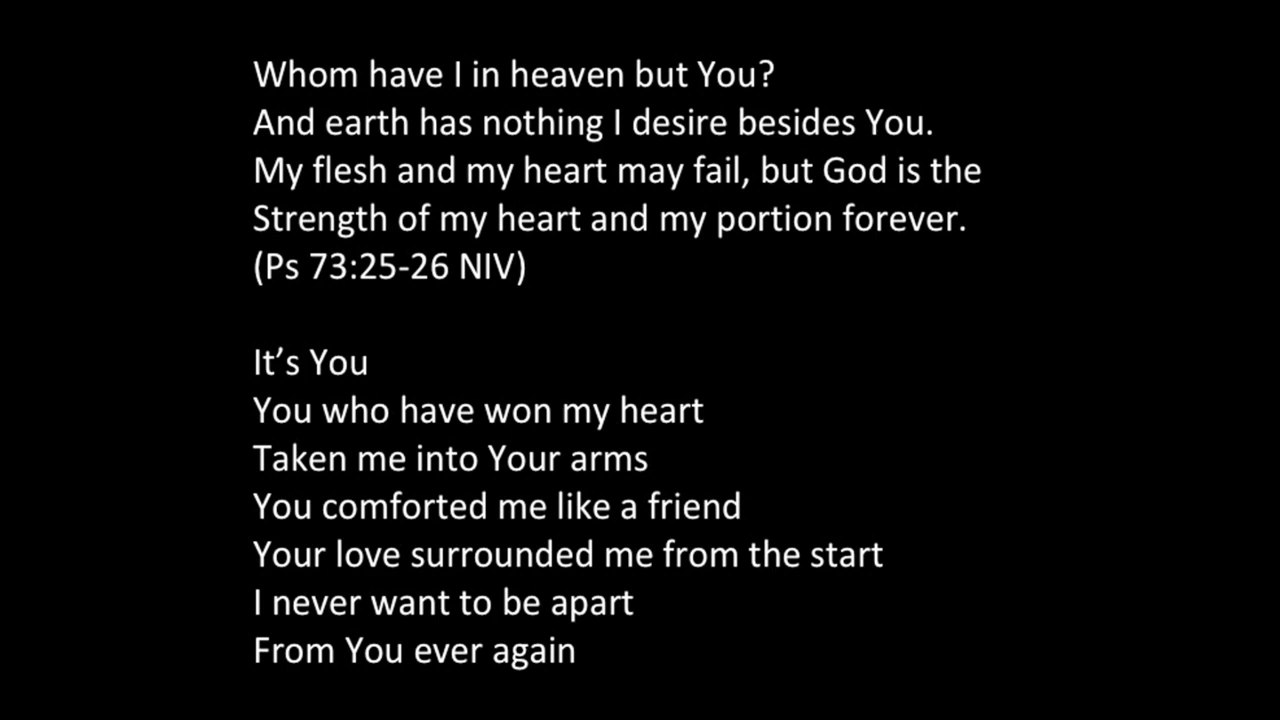 Whom have I in heaven but You?
And earth has nothing I desire besides You.
My flesh and my heart may fail, but God is the
Strength of my heart and my portion forever.
(Ps 73:25-26 NIV)
It’s You
You who have won my heart
Taken me into Your arms
You comforted me like a friend
Your love surrounded me from the start
I never want to be apart
From You ever again